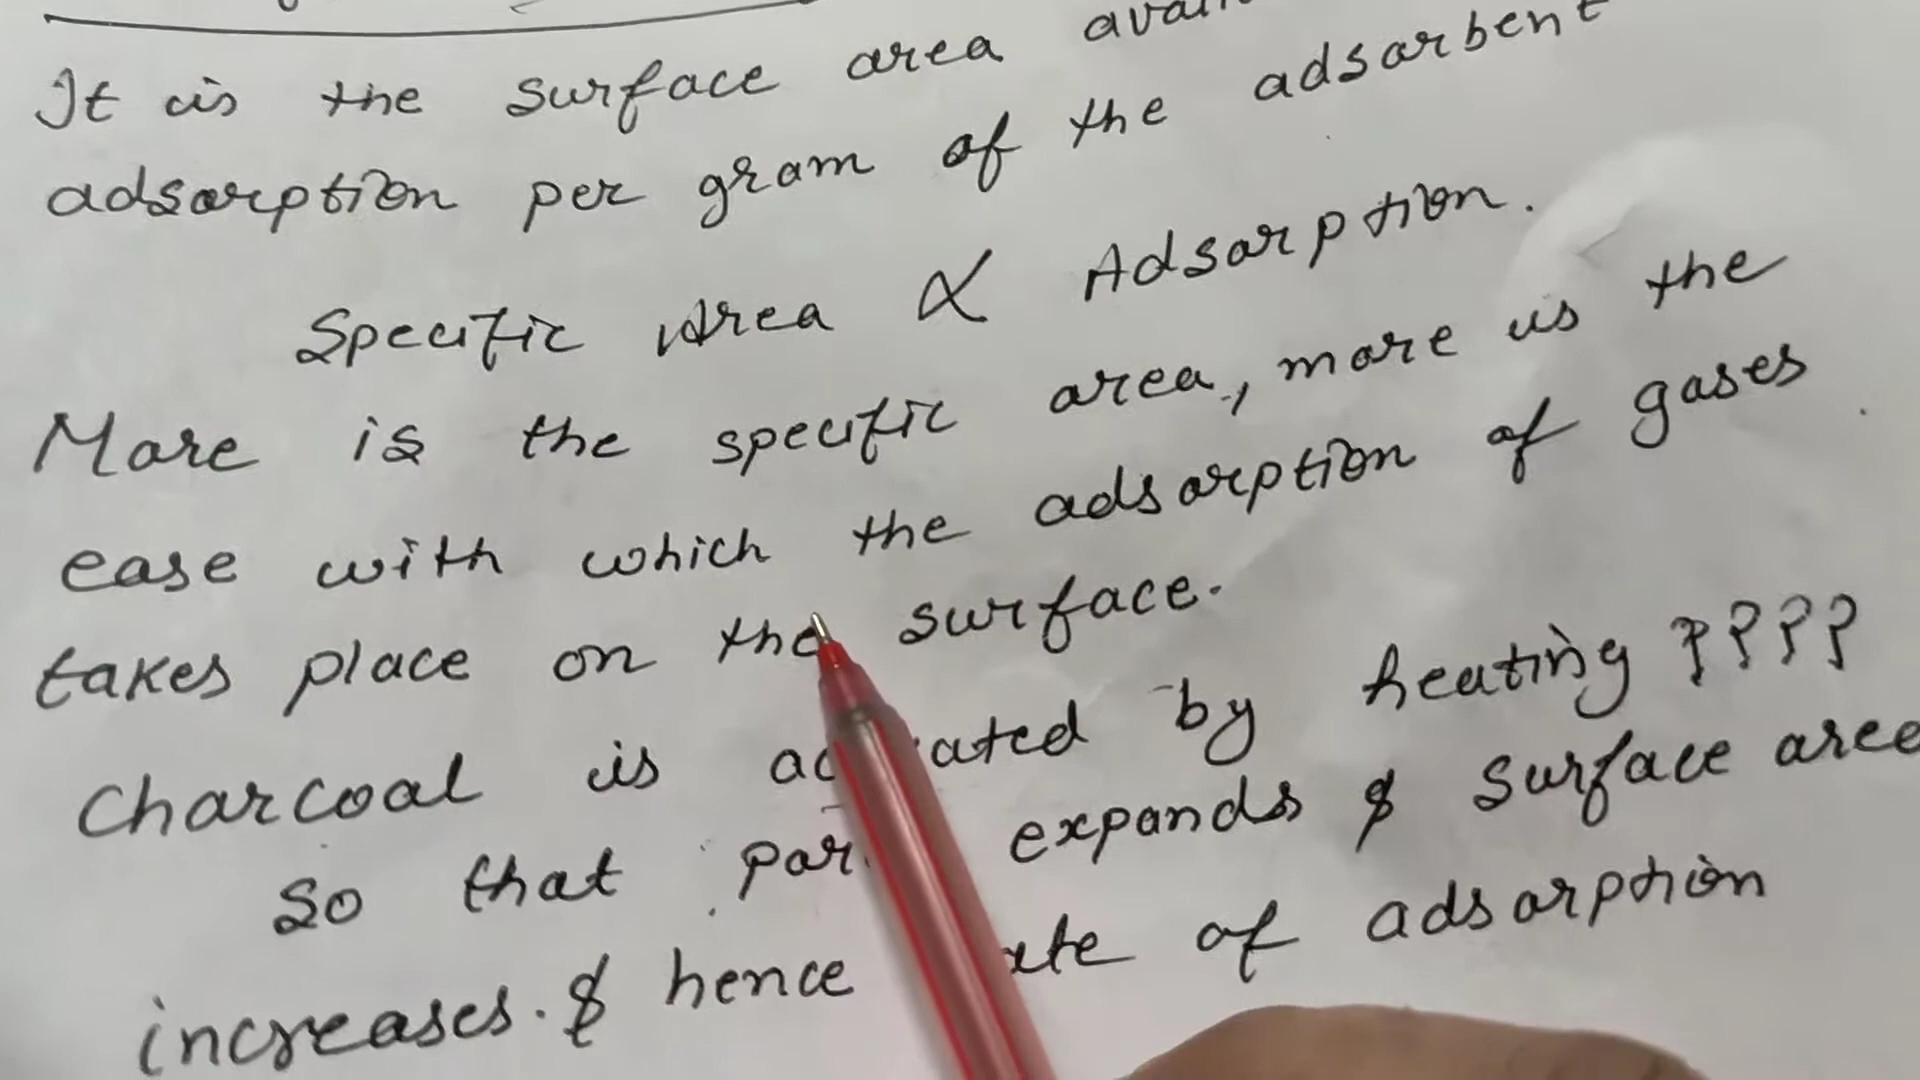 It is the surface area
adsorption per gram of the adsorbent
Specific Area ∝ Adsorption.
More is the specific area, more is the
ease with which the adsorption of gases
takes place on the surface.
Charcoal is by heating ????
So that expands & surface area
increases. & hence of adsorption